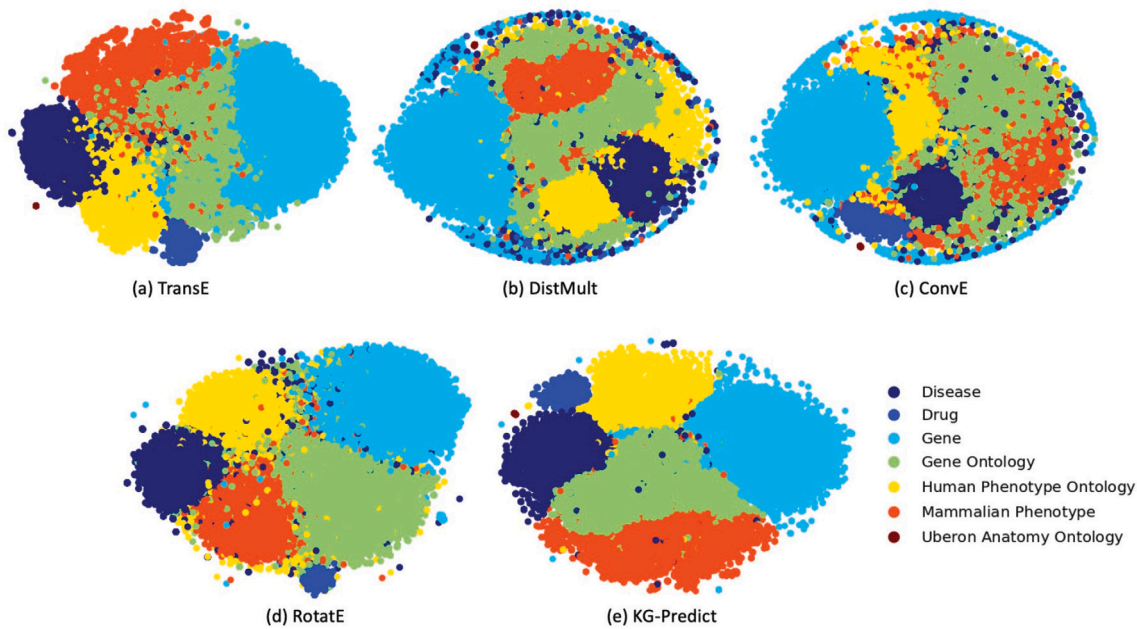 (a) TransE
(b) DistMult
(c) ConvE
(d) RotatE
(e) KG-Predict
Disease
Drug
Gene
Gene Ontology
Human Phenotype Ontology
Mammalian Phenotype
Uberon Anatomy Ontology